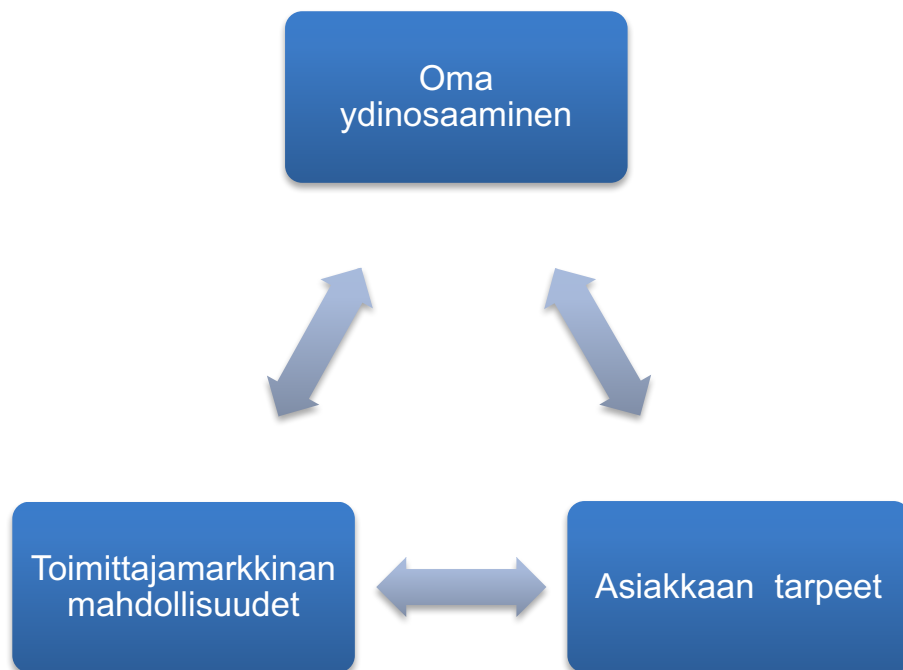 Oma
ydinosaaminen
Toimittajamarkkinan
mahdollisuudet
Asiakkaan tarpeet